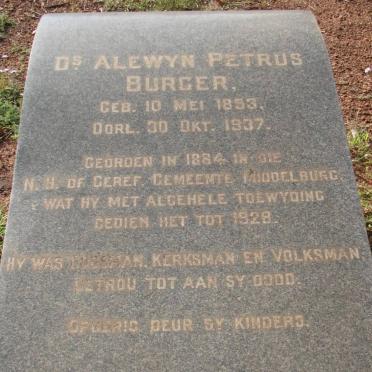 Ds Alewyn Petrus
Burger.
Geb. 10 Mei 1853.
Oorl. 30 Okt. 1937.
Georden in 1884 in die
N. H. of Geref. Gemeente Middelburg.
Wat hy met algehele toewyding
gedien het tot 1928.
Hy was Kerksman en Volksman
Getrou tot aan sy dood.
Opgerig deur sy kinders.